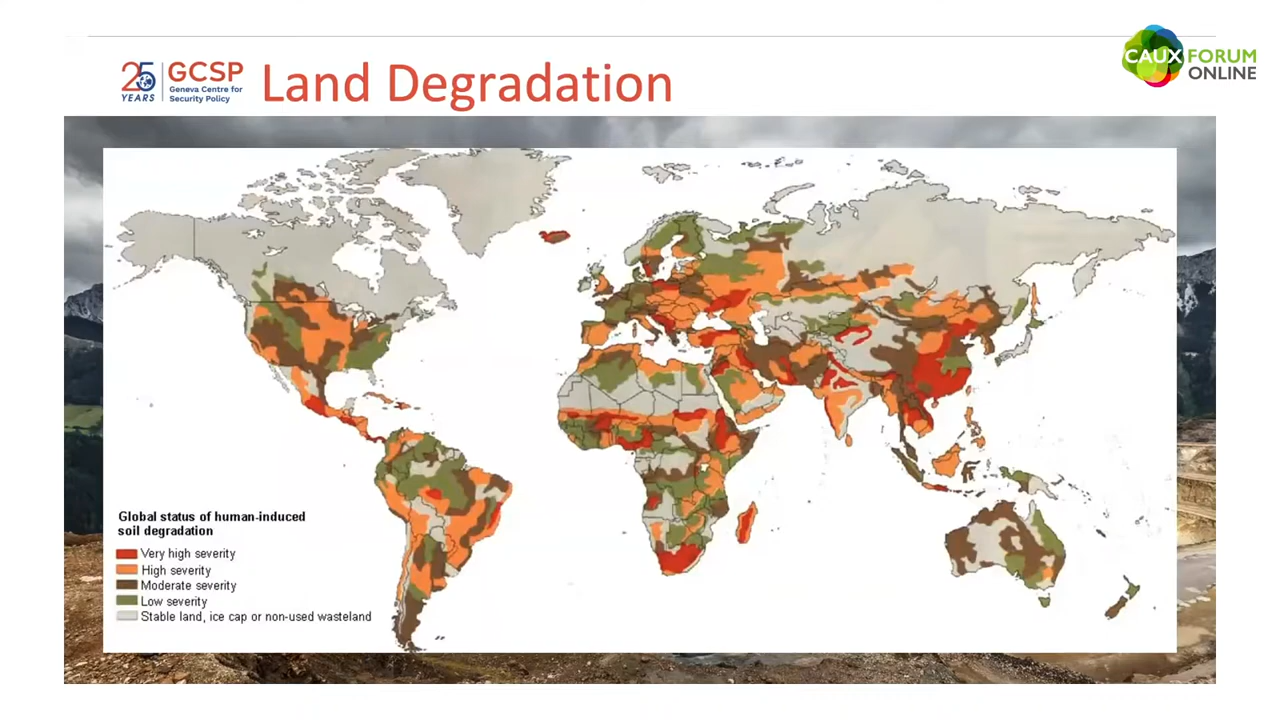 25
YEARS
GCSP
Geneva Centre for
Security Policy
Land Degradation
CAUX FORUM
ONLINE
Global status of human-induced
soil degradation
Very high severity
High severity
Moderate severity
Low severity
Stable land, ice cap or non-used wasteland